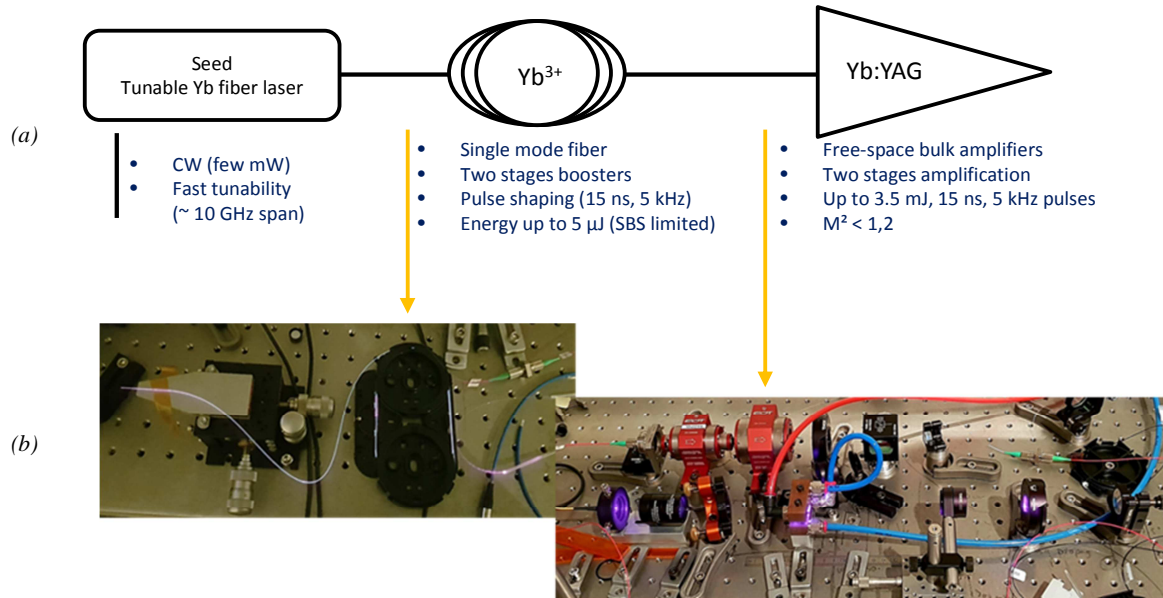 Seed
Tunable Yb fiber laser
Yb³⁺
Yb:YAG
(a)
• CW (few mW)
• Fast tunability
(~ 10 GHz span)
• Single mode fiber
• Two stages boosters
• Pulse shaping (15 ns, 5 kHz)
• Energy up to 5 µJ (SBS limited)
• Free-space bulk amplifiers
• Two stages amplification
• Up to 3.5 mJ, 15 ns, 5 kHz pulses
• M² < 1,2
(b)